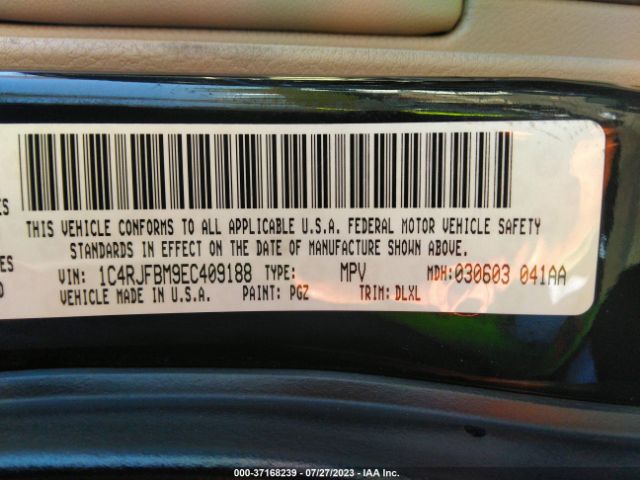 ES
THIS VEHICLE CONFORMS TO ALL APPLICABLE U.S.A. FEDERAL MOTOR VEHICLE SAFETY
STANDARDS IN EFFECT ON THE DATE OF MANUFACTURE SHOWN ABOVE.
ES
VIN: 1C4RJFBM9EC409188 TYPE: MPV MDH: 030603 041AA
VEHICLE MADE IN U.S.A. PAINT: PGZ TRIM: DLXL
000-37168239 - 07/27/2023 - IAA Inc.